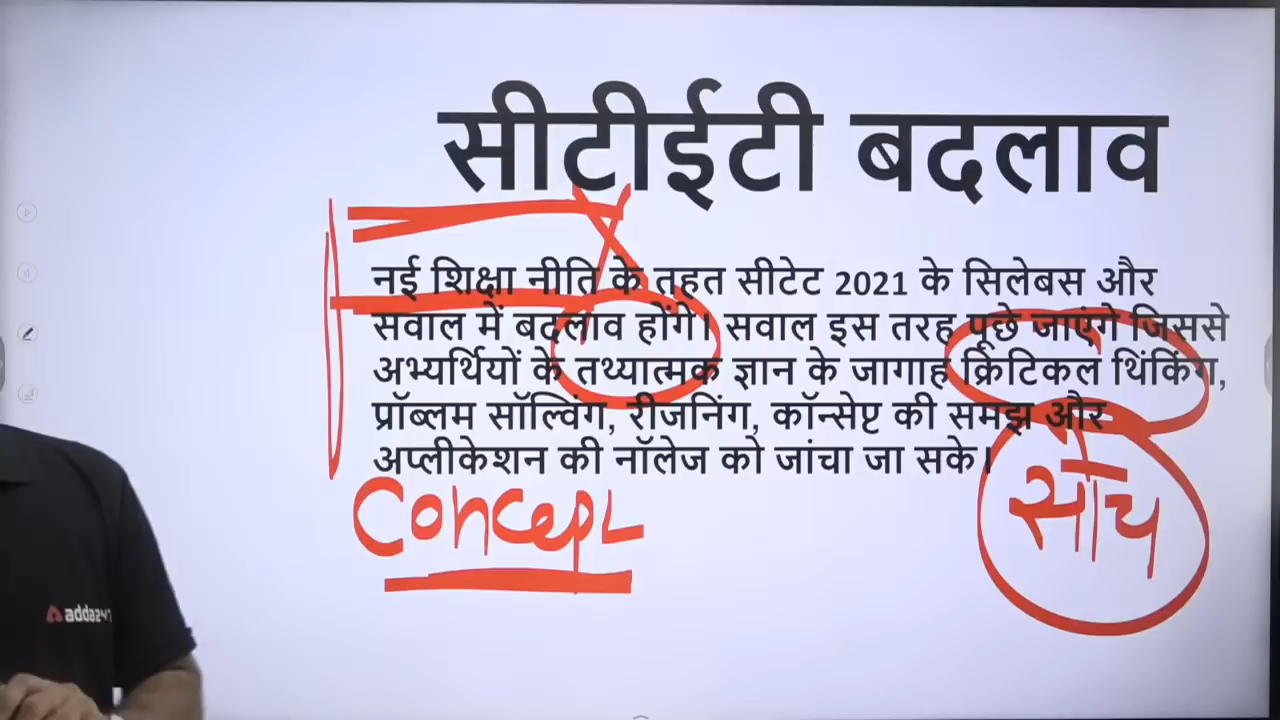 सीटीईटी बदलाव
नई शिक्षा नीति के तहत सीटेट 2021 के सिलेबस और
सवाल में बदलाव होंगे। सवाल इस तरह पूछे जाएंगे जिससे
अभ्यर्थियों के तथ्यात्मक ज्ञान के जागाह क्रिटिकल थिंकिंग,
प्रॉब्लम सॉल्विंग, रीजनिंग, कॉन्सेप्ट की समझ और
अप्लीकेशन की नॉलेज को जांचा जा सके।
Concept
सोच
adda247